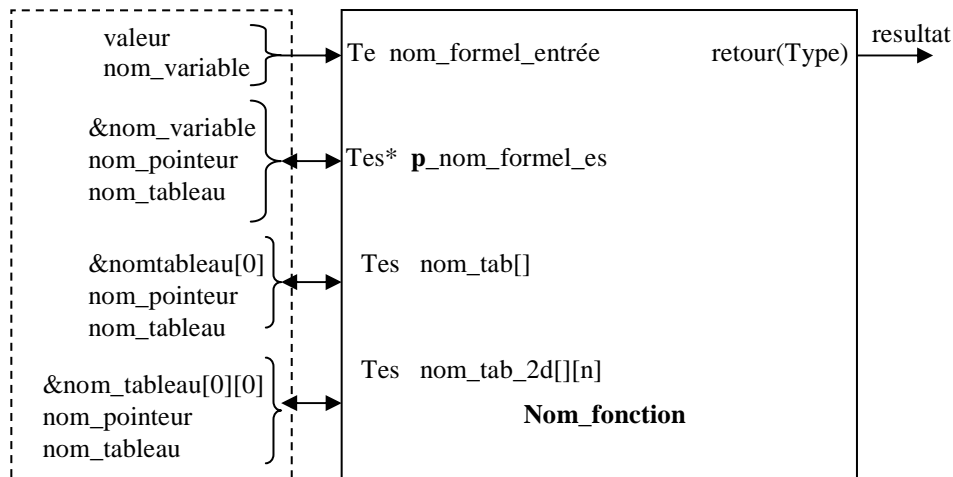 valeur
nom_variable
Te nom_formel_entrée
retour(Type)
resultat
&nom_variable
nom_pointeur
nom_tableau
Tes* p_nom_formel_es
&nomtableau[0]
nom_pointeur
nom_tableau
Tes nom_tab[]
&nom_tableau[0][0]
nom_pointeur
nom_tableau
Tes nom_tab_2d[][n]
Nom_fonction